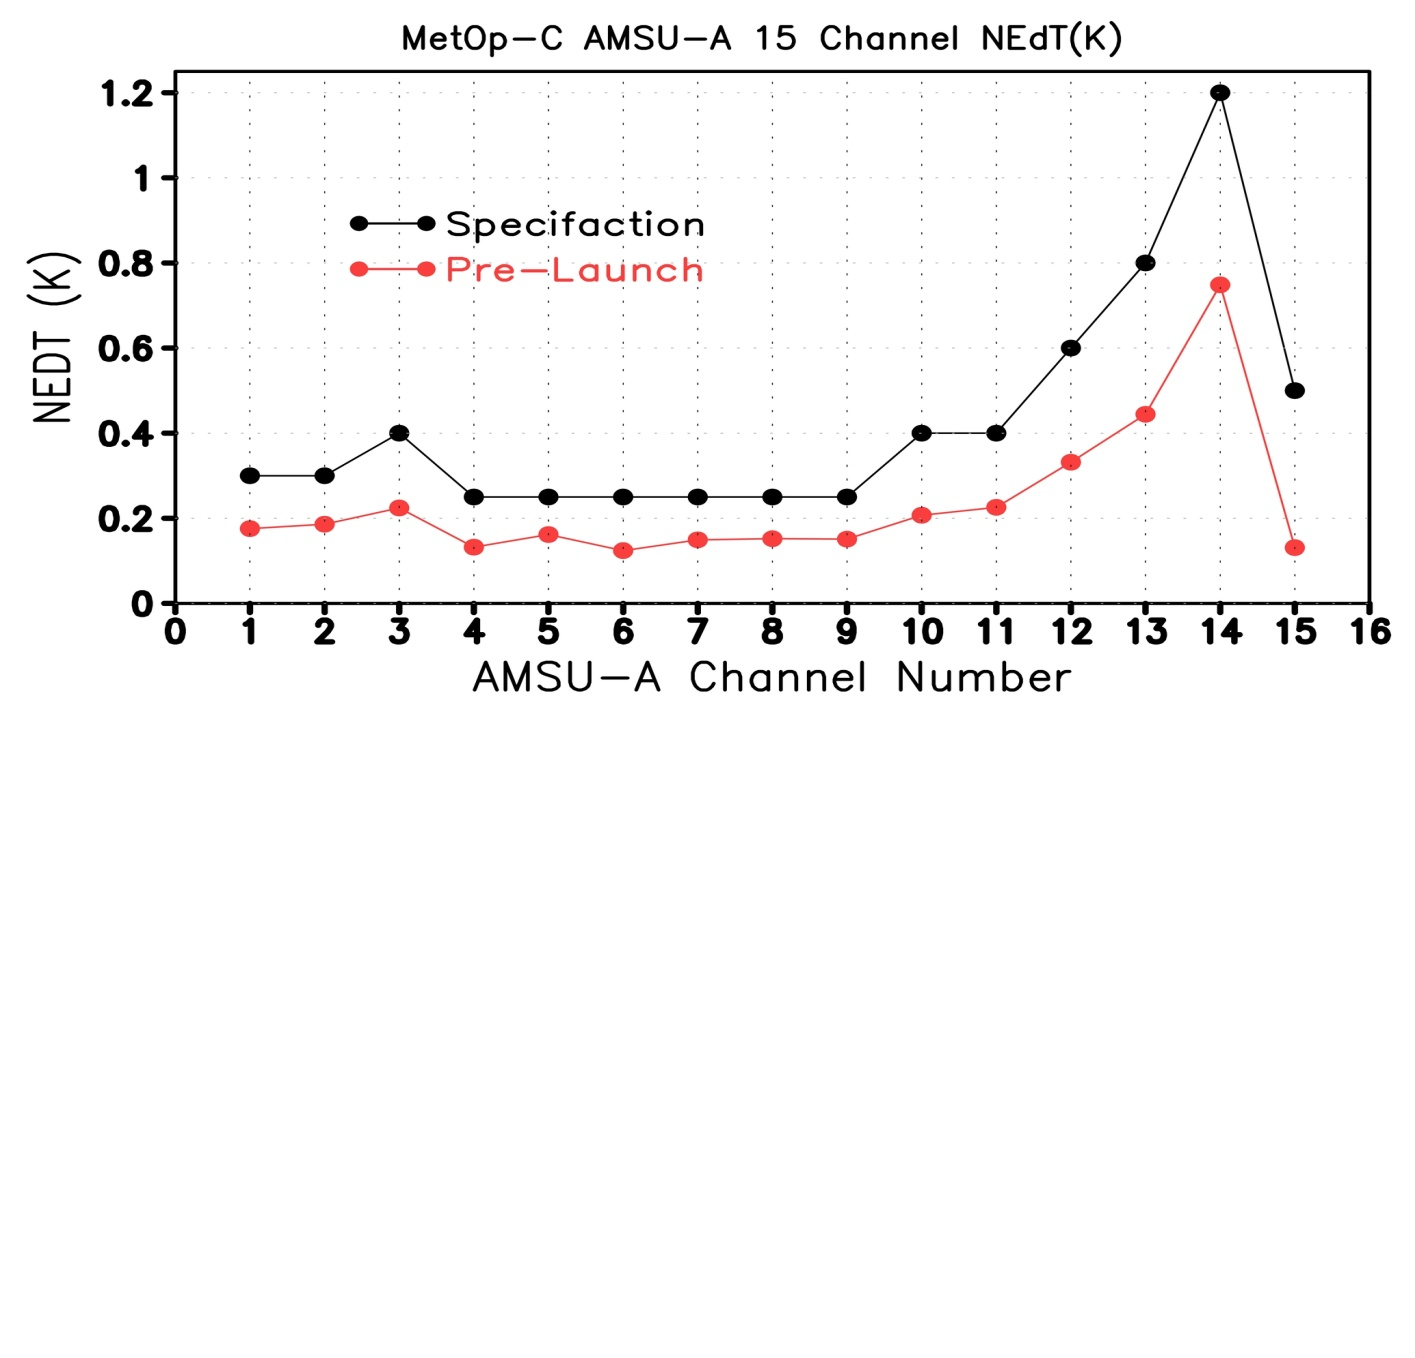 MetOp-C AMSU-A 15 Channel NEdT(K)
1.2
1
0.8
0.6
0.4
0.2
0
NEDT (K)
Specifaction
Pre-Launch
0 1 2 3 4 5 6 7 8 9 10 11 12 13 14 15 16
AMSU-A Channel Number